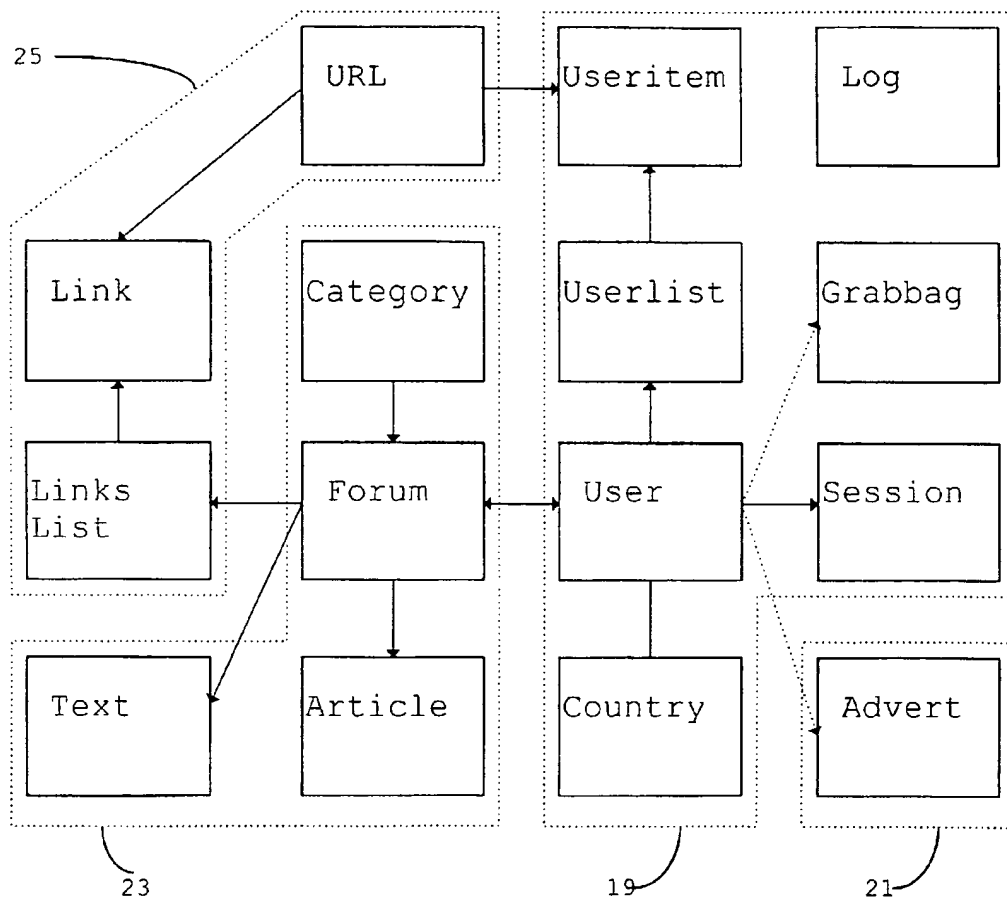 25
URL
Useritem
Log
Link
Category
Userlist
Grabbag
Links
List
Forum
User
Session
Text
Article
Country
Advert
23
19
21